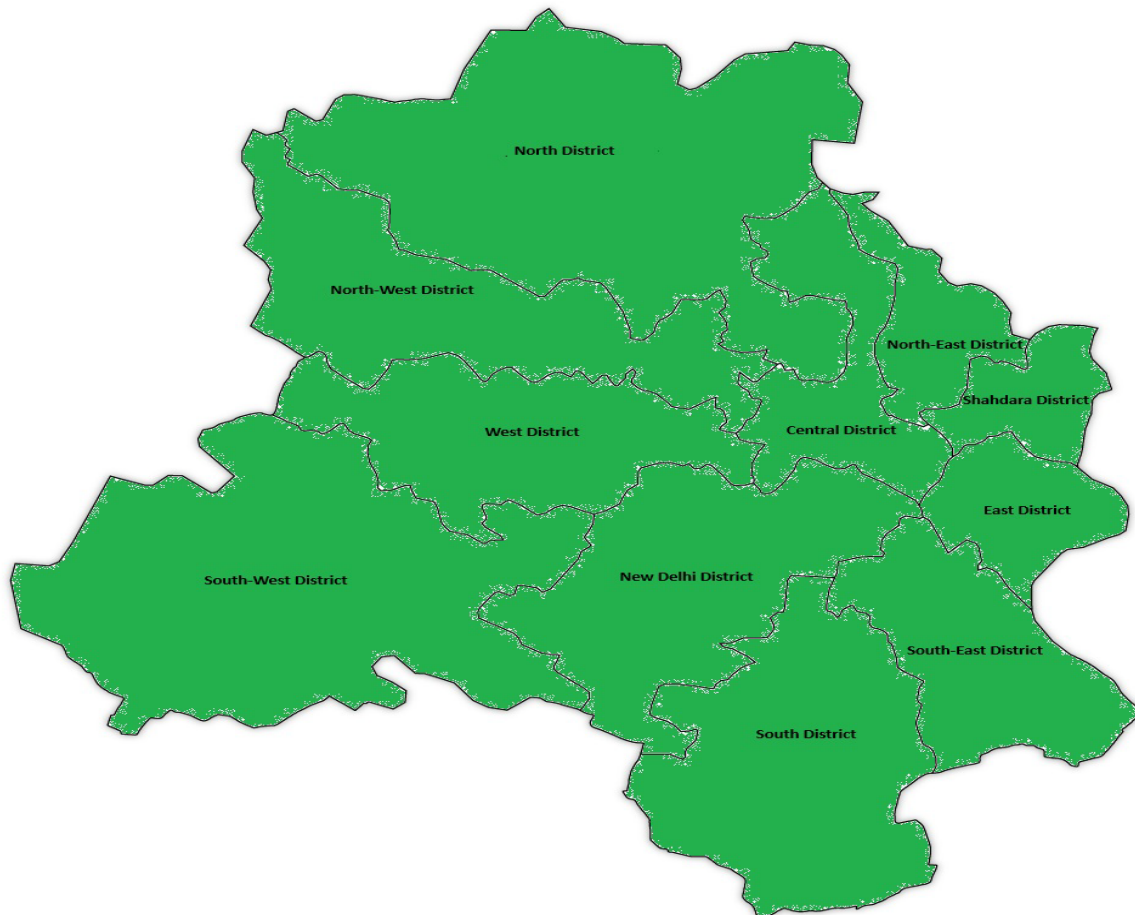 North District
North-West District
North-East District
Shahdara District
West District
Central District
East District
South-West District
New Delhi District
South-East District
South District